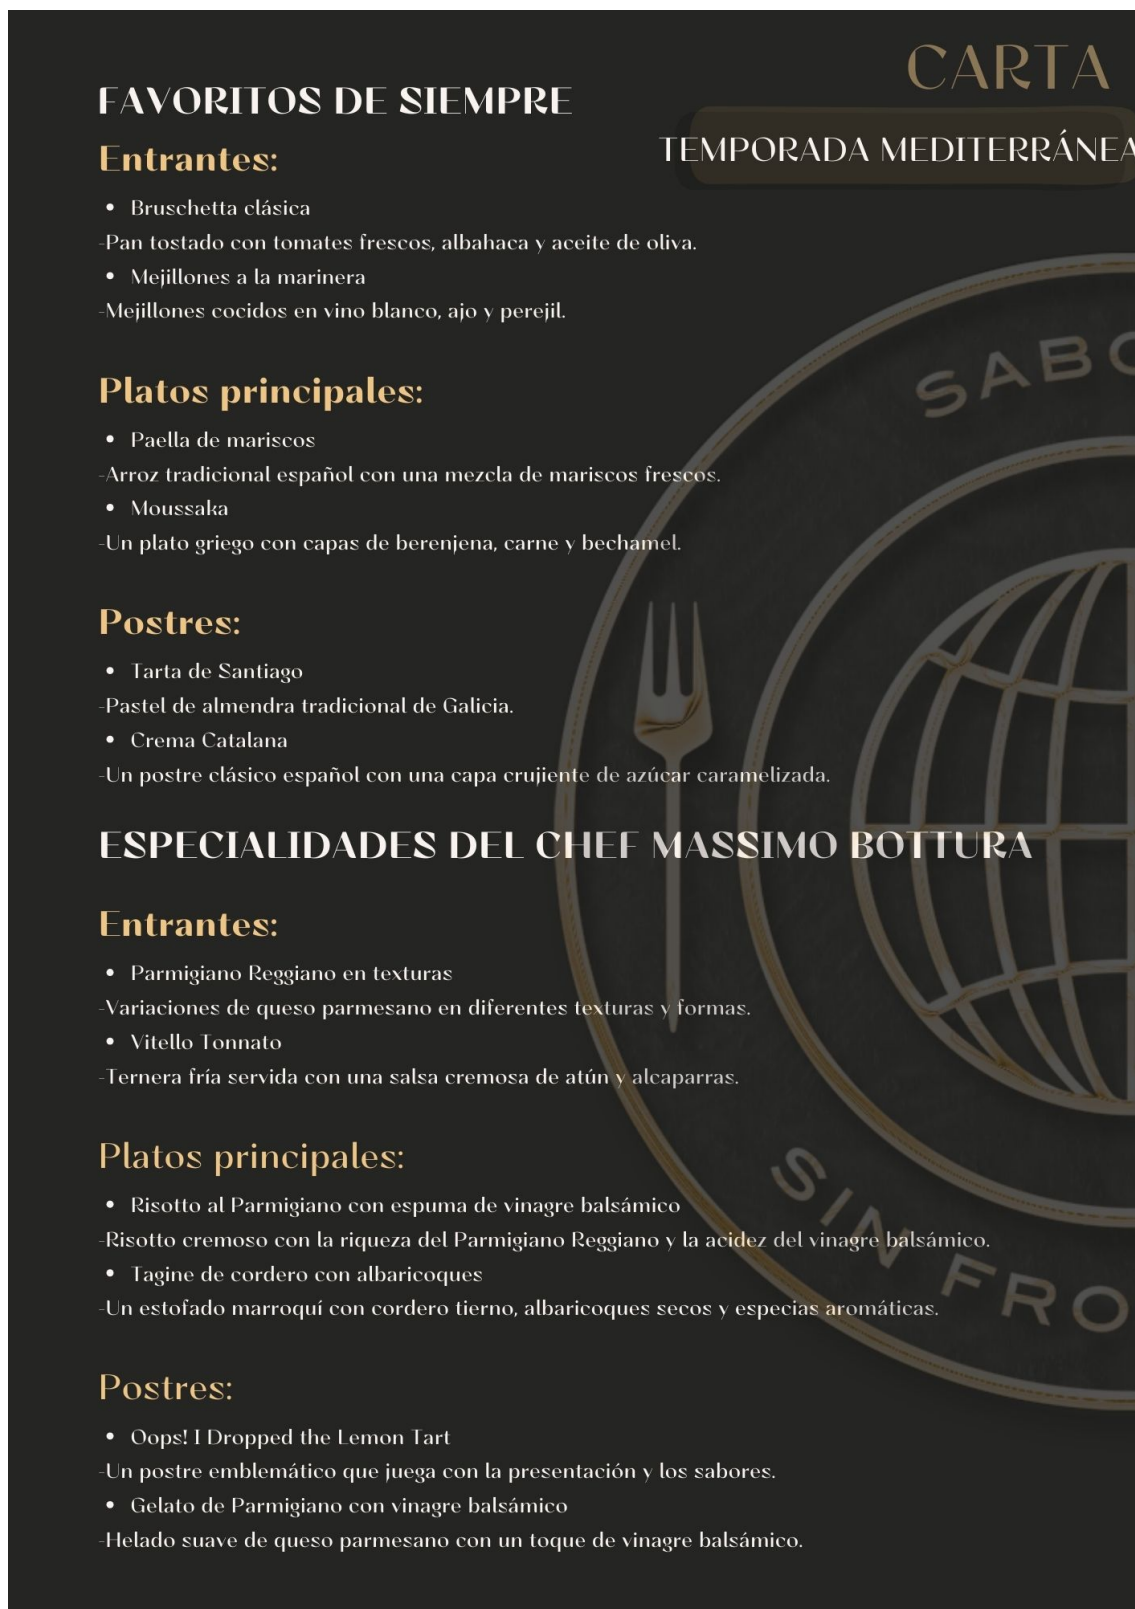 CARTA
TEMPORADA MEDITERRÁNEA
FAVORITOS DE SIEMPRE
Entrantes:
• Bruschetta clásica
-Pan tostado con tomates frescos, albahaca y aceite de oliva.
• Mejillones a la marinera
-Mejillones cocidos en vino blanco, ajo y perejil.
Platos principales:
• Paella de mariscos
-Arroz tradicional español con una mezcla de mariscos frescos.
• Moussaka
-Un plato griego con capas de berenjena, carne y bechamel.
Postres:
• Tarta de Santiago
-Pastel de almendra tradicional de Galicia.
• Crema Catalana
-Un postre clásico español con una capa crujiente de azúcar caramelizada.
ESPECIALIDADES DEL CHEF MASSIMO BOTTURA
Entrantes:
• Parmigiano Reggiano en texturas
-Variaciones de queso parmesano en diferentes texturas y formas.
• Vitello Tonnato
-Ternera fría servida con una salsa cremosa de atún y alcaparras.
Platos principales:
• Risotto al Parmigiano con espuma de vinagre balsámico
-Risotto cremoso con la riqueza del Parmigiano Reggiano y la acidez del vinagre balsámico.
• Tagine de cordero con albaricoques
-Un estofado marroquí con cordero tierno, albaricoques secos y especias aromáticas.
Postres:
• Oops! I Dropped the Lemon Tart
-Un postre emblemático que juega con la presentación y los sabores.
• Gelato de Parmigiano con vinagre balsámico
-Helado suave de queso parmesano con un toque de vinagre balsámico.
SABO
SIN FRO